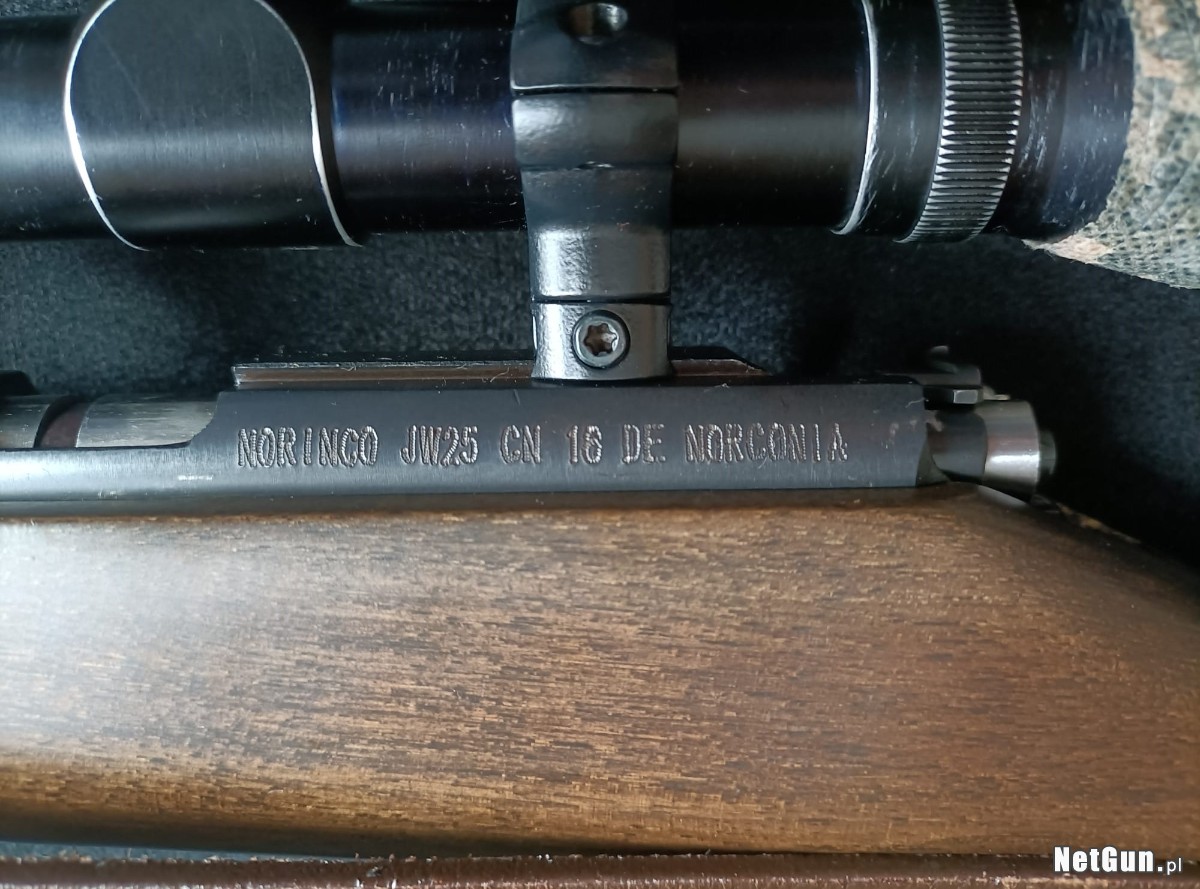 NORINCO JW25 CN 16 DE NORCONIA
NetGun.pl